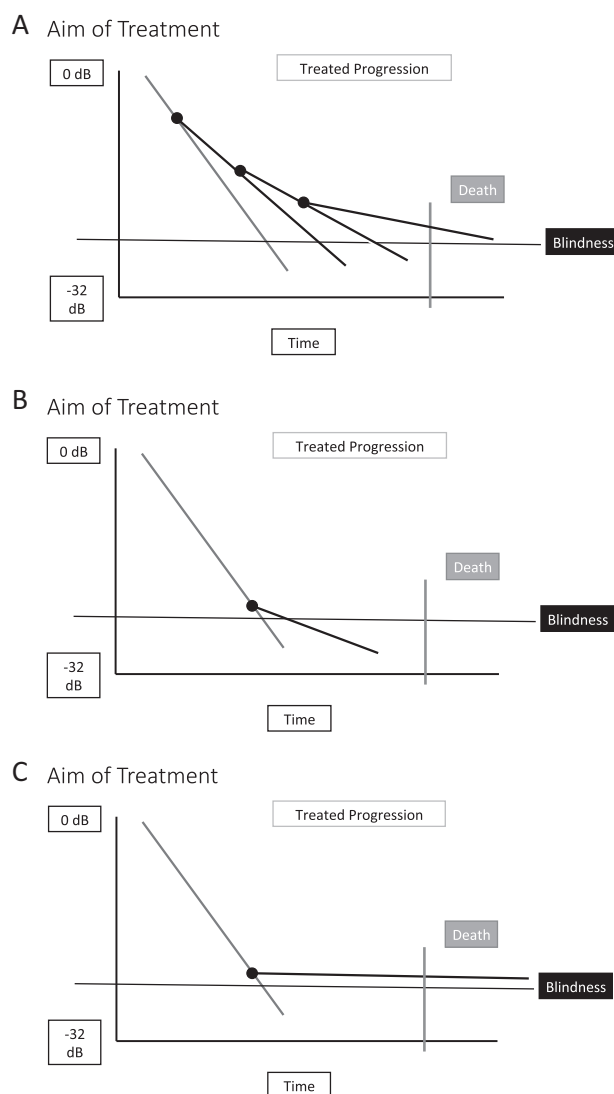 A
Aim of Treatment
0 dB
Treated Progression
Death
Blindness
-32
dB
Time
B
Aim of Treatment
0 dB
Treated Progression
Death
Blindness
-32
dB
Time
C
Aim of Treatment
0 dB
Treated Progression
Death
Blindness
-32
dB
Time